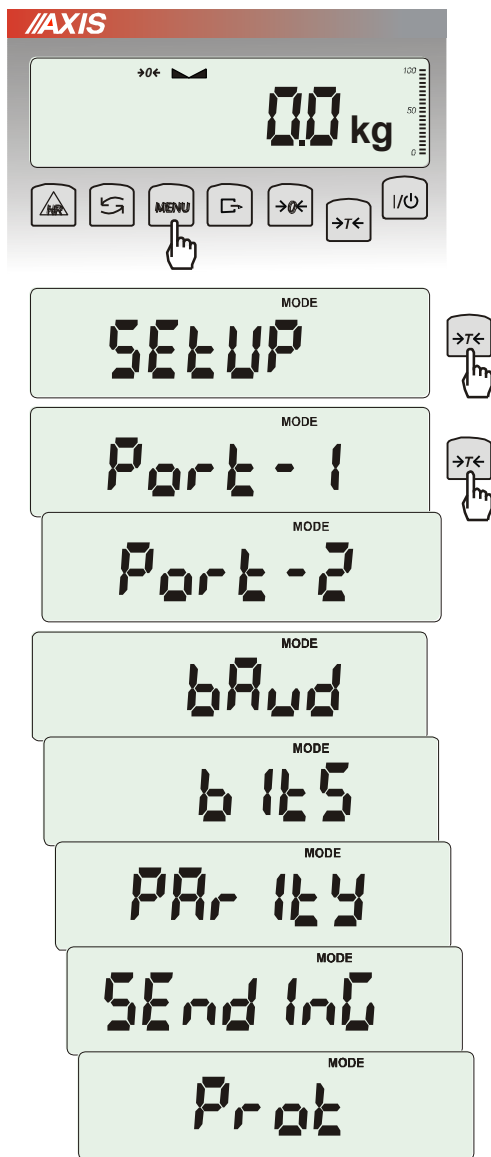 //AXIS
→0←
100
0.0 kg
50
0
HR MENU →0← →T← I/⏻
MODE
SEtUP
→T←
MODE
Port-1
→T←
MODE
Port-2
MODE
bAud
MODE
bItS
MODE
PArItY
MODE
SEndInG
MODE
Prot